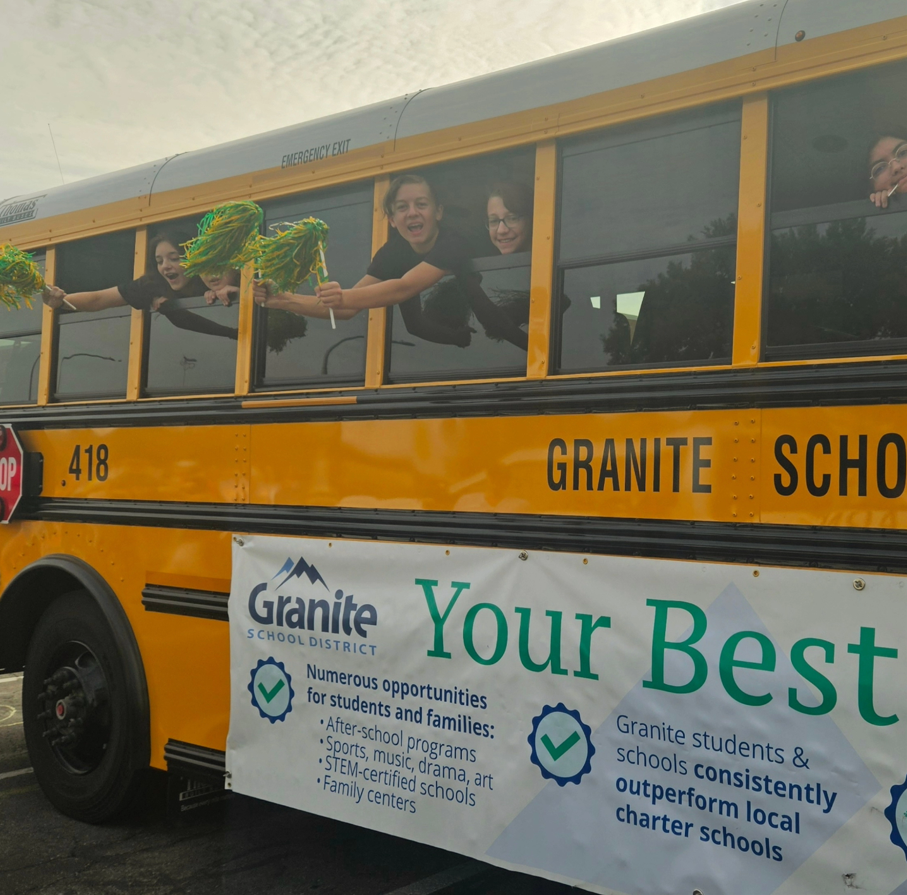 Thomas
EMERGENCY EXIT
OP
418
GRANITE SCHO
Granite
SCHOOL DISTRICT
Your Best
Numerous opportunities
for students and families:
• After-school programs
• Sports, music, drama, art
• STEM-certified schools
• Family centers
Granite students &
schools consistently
outperform local
charter schools